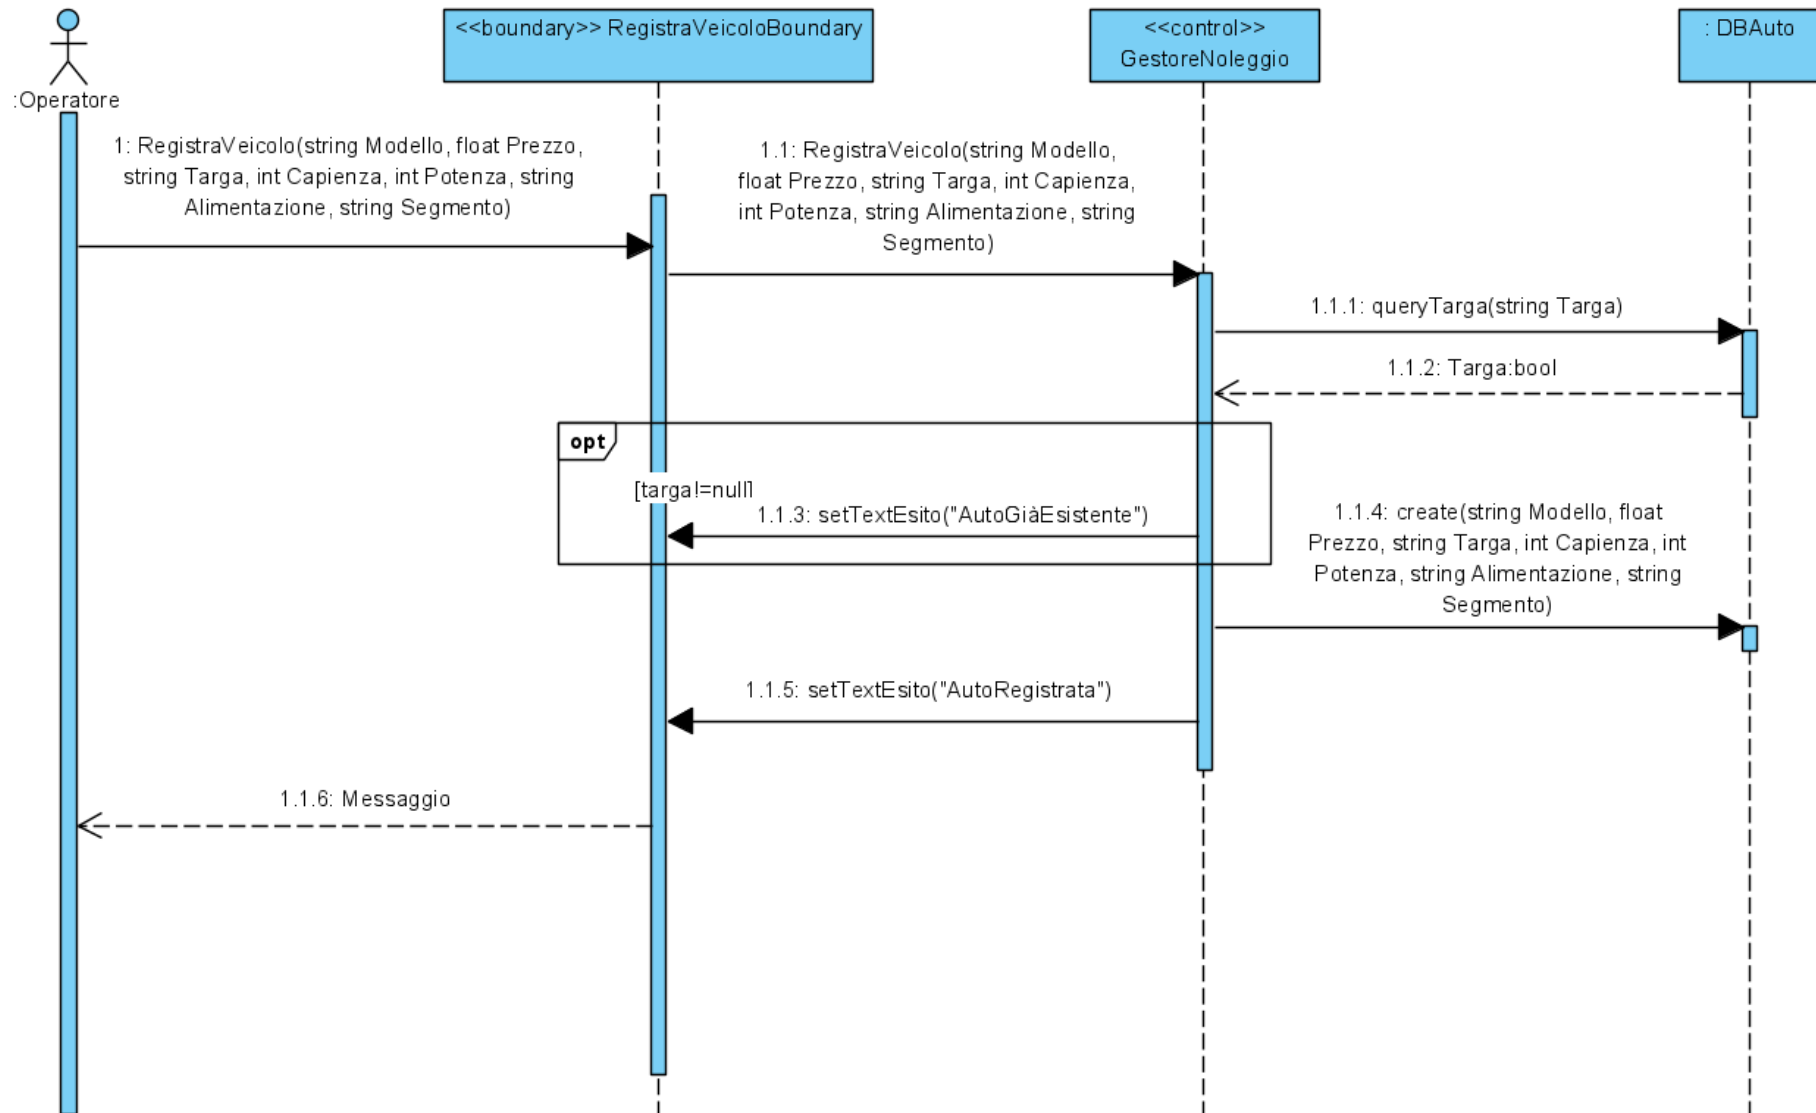 :Operatore
<<boundary>> RegistraVeicoloBoundary
<<control>>
GestoreNoleggio
: DBAuto
1: RegistraVeicolo(string Modello, float Prezzo,
string Targa, int Capienza, int Potenza, string
Alimentazione, string Segmento)
1.1: RegistraVeicolo(string Modello,
float Prezzo, string Targa, int Capienza,
int Potenza, string Alimentazione, string
Segmento)
1.1.1: queryTarga(string Targa)
1.1.2: Targa:bool
opt
[targa!=null]
1.1.3: setTextEsito("AutoGiàEsistente")
1.1.4: create(string Modello, float
Prezzo, string Targa, int Capienza, int
Potenza, string Alimentazione, string
Segmento)
1.1.5: setTextEsito("AutoRegistrata")
1.1.6: Messaggio